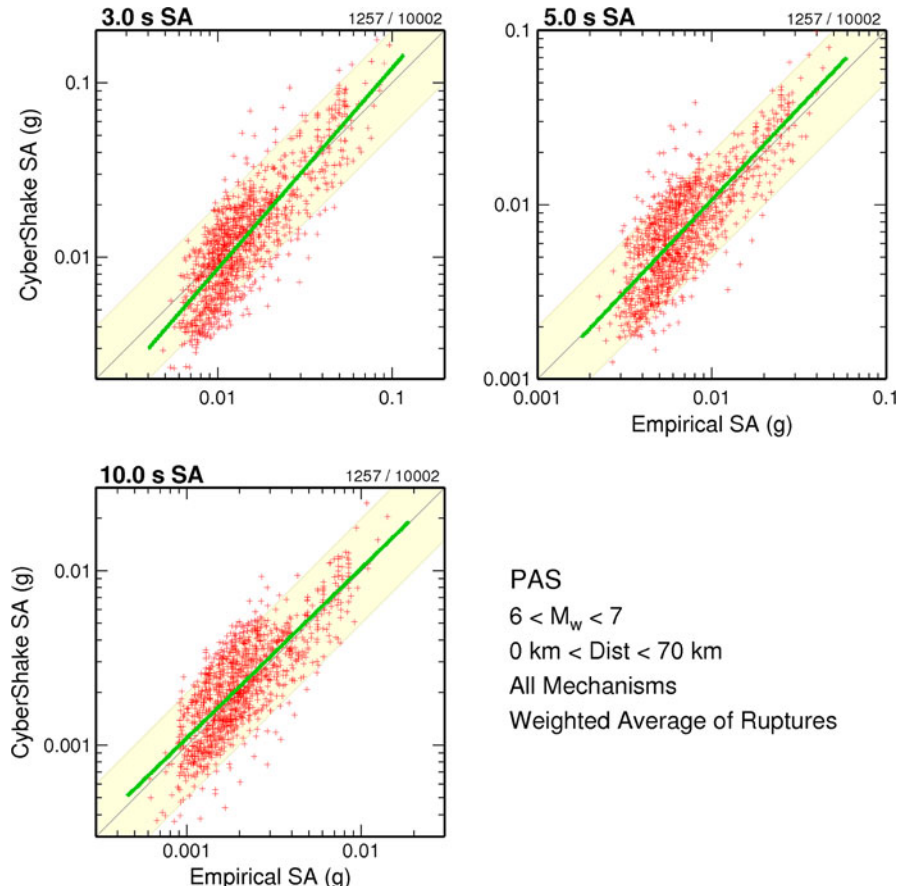 3.0 s SA 1257 / 10002
0.1
0.01
CyberShake SA (g)
0.01 0.1
5.0 s SA 1257 / 10002
0.1
0.01
0.001
CyberShake SA (g)
0.001 0.01 0.1
Empirical SA (g)
10.0 s SA 1257 / 10002
0.01
0.001
CyberShake SA (g)
0.001 0.01
Empirical SA (g)
PAS
6 < Mw < 7
0 km < Dist < 70 km
All Mechanisms
Weighted Average of Ruptures